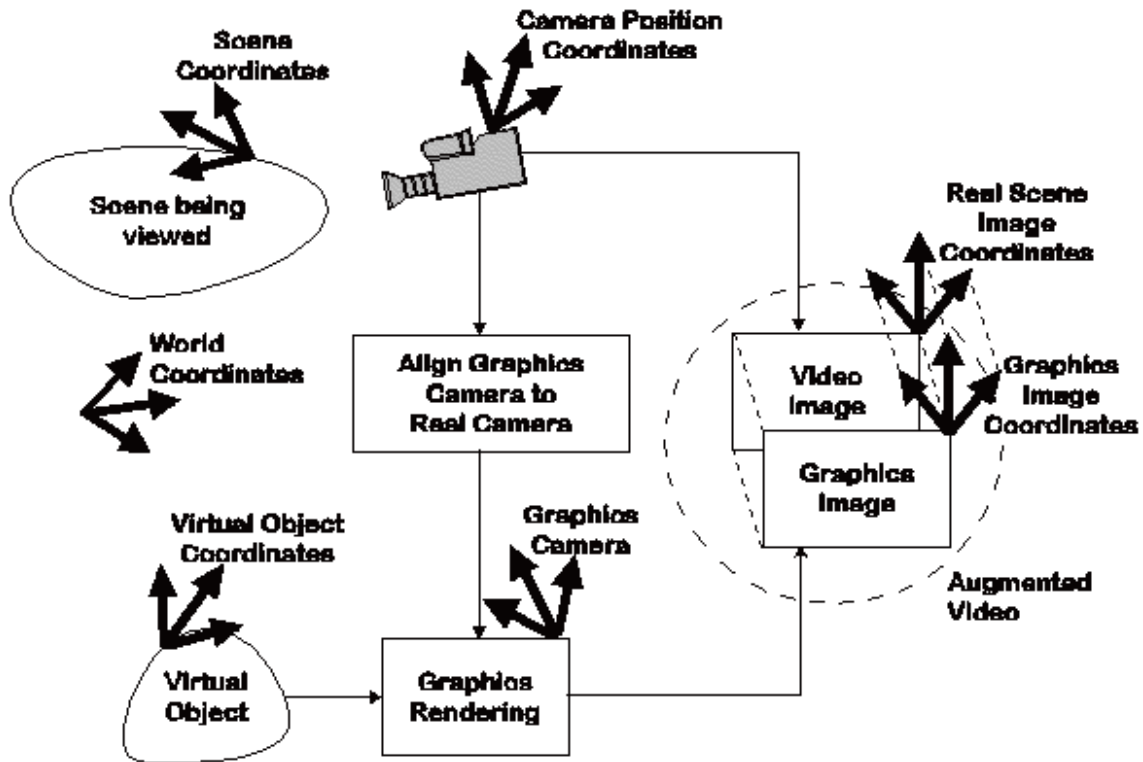 Scene
Coordinates
Camera Position
Coordinates
Scene being
viewed
Real Scene
Image
Coordinates
World
Coordinates
Align Graphics
Camera to
Real Camera
Video
Image
Graphics
Image
Coordinates
Graphics
Image
Virtual Object
Coordinates
Graphics
Camera
Augmented
Video
Virtual
Object
Graphics
Rendering